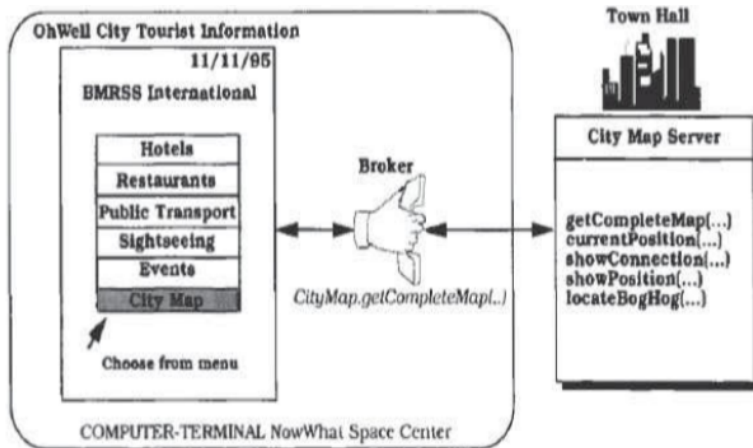 OhWell City Tourist Information
11/11/95
BMRSS International
Hotels
Restaurants
Public Transport
Sightseeing
Events
City Map
Choose from menu
COMPUTER-TERMINAL NowWhat Space Center
Broker
CityMap.getCompleteMap(..)
Town Hall
City Map Server
getCompleteMap(...)
currentPosition(...)
showConnection(...)
showPosition(...)
locateBogHog(...)